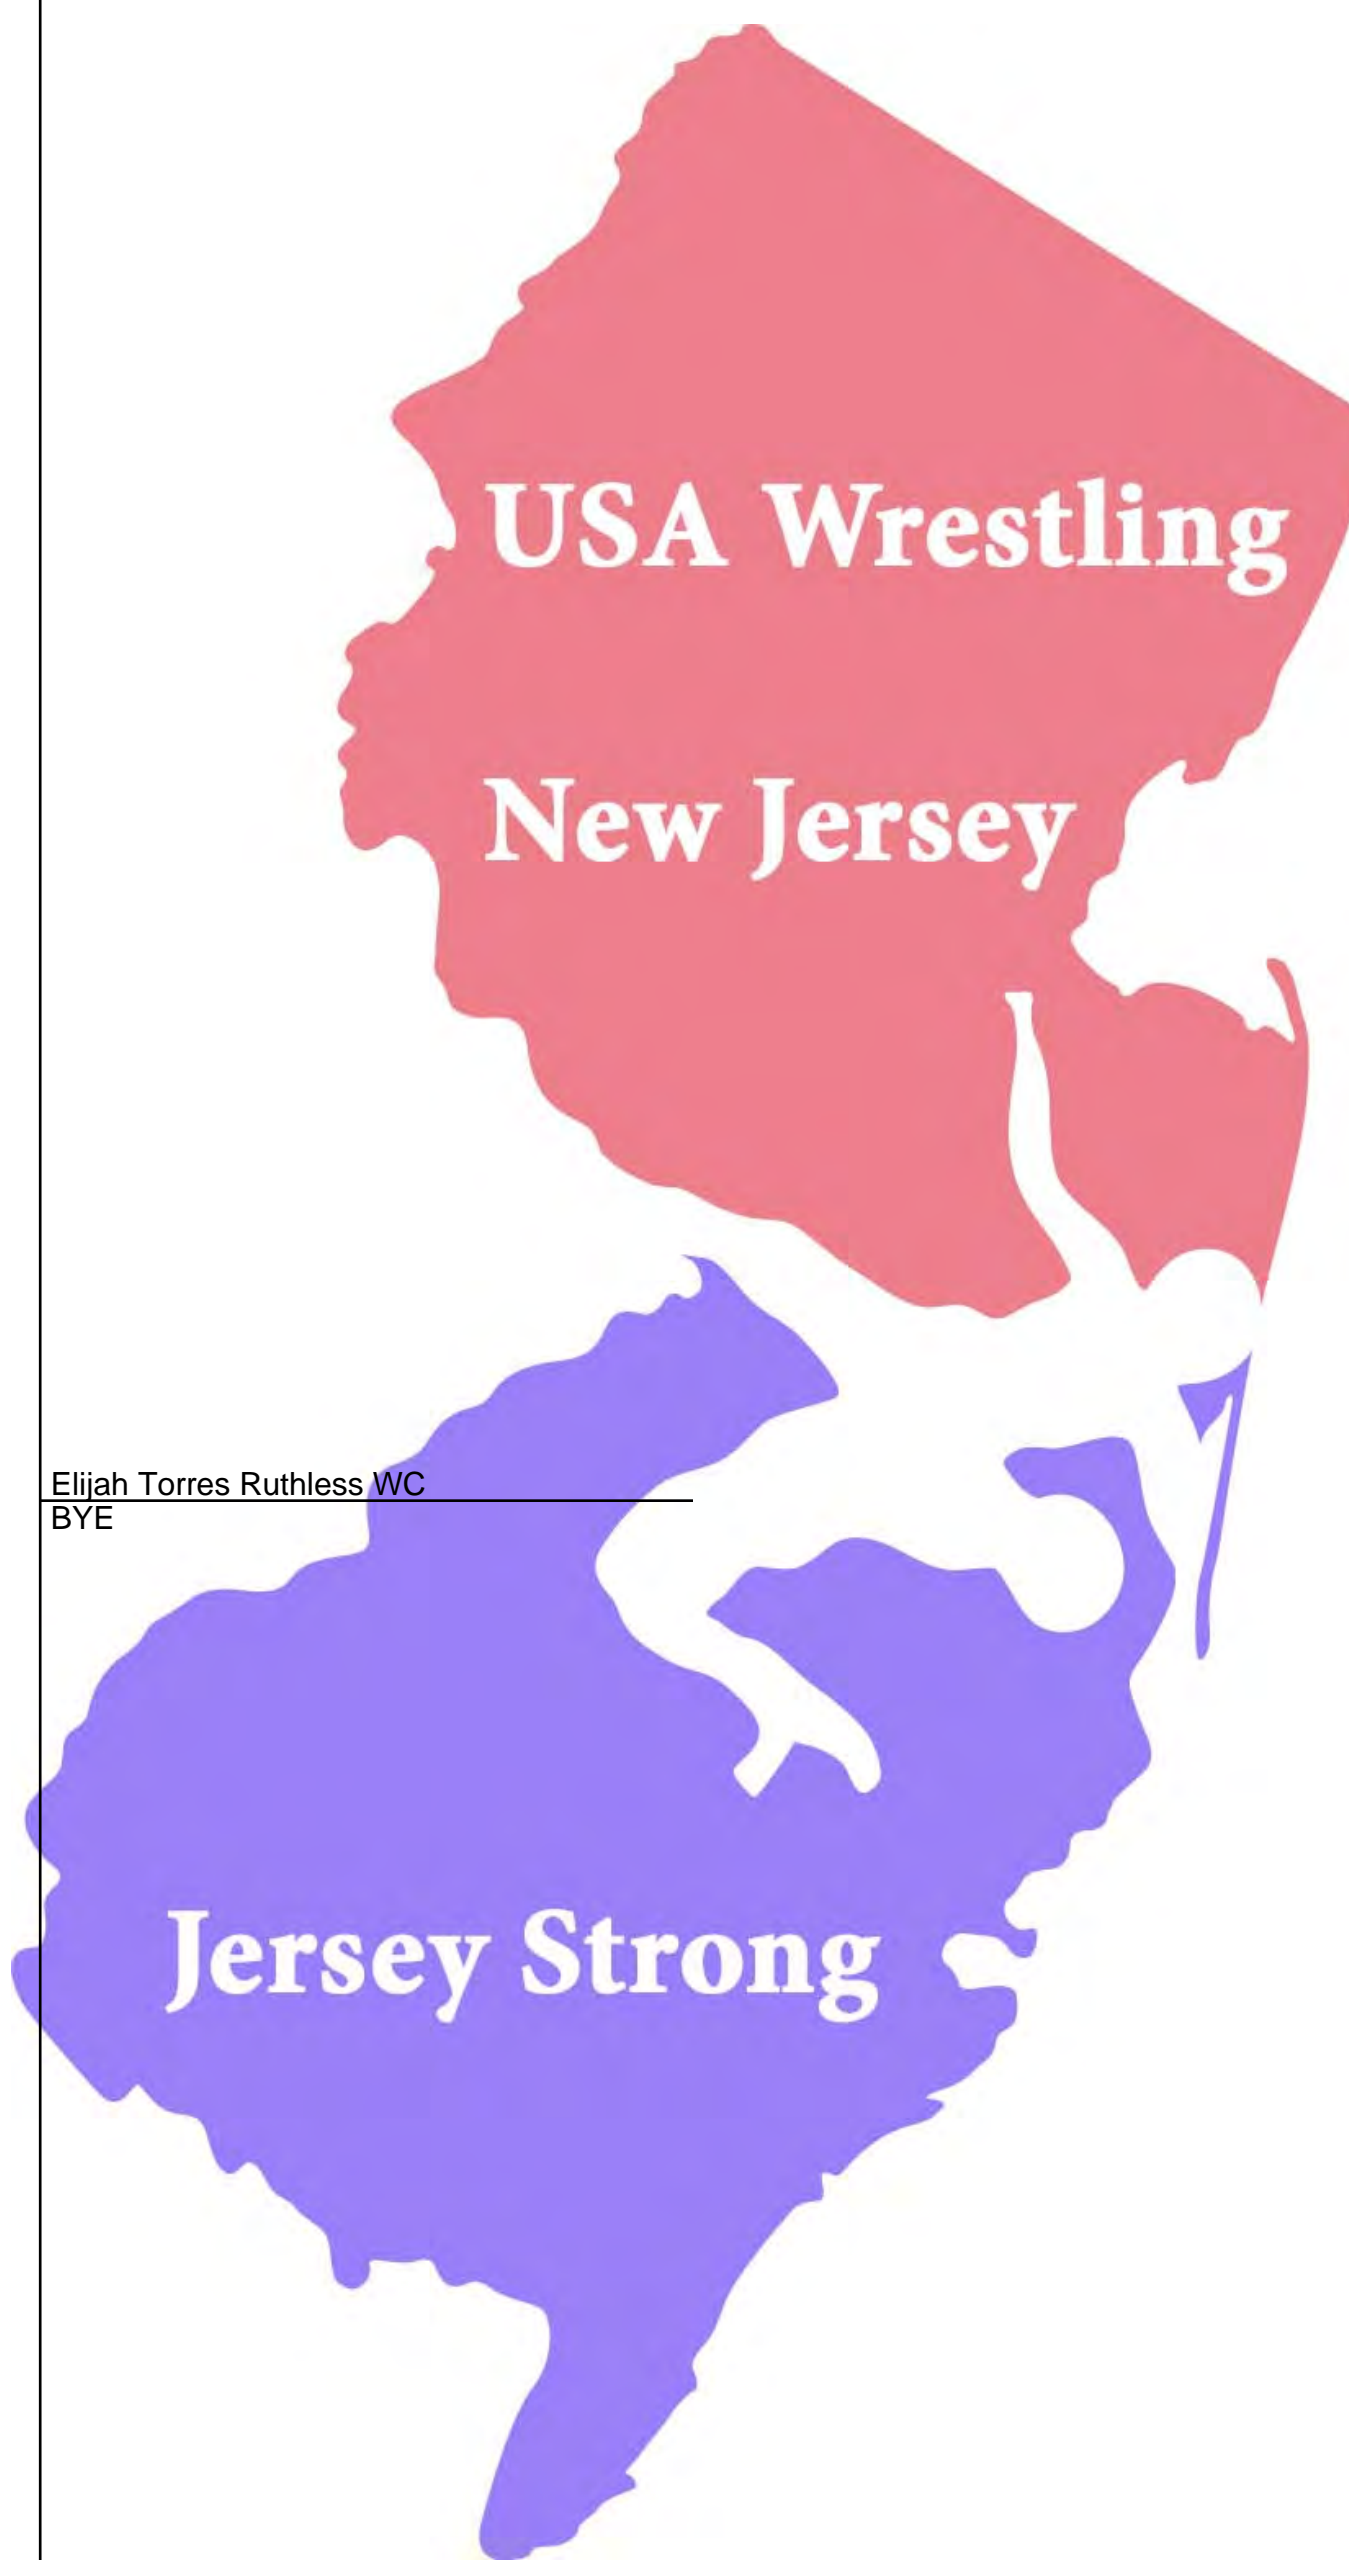 USA Wrestling
New Jersey
Elijah Torres Ruthless WC
BYE
Jersey Strong